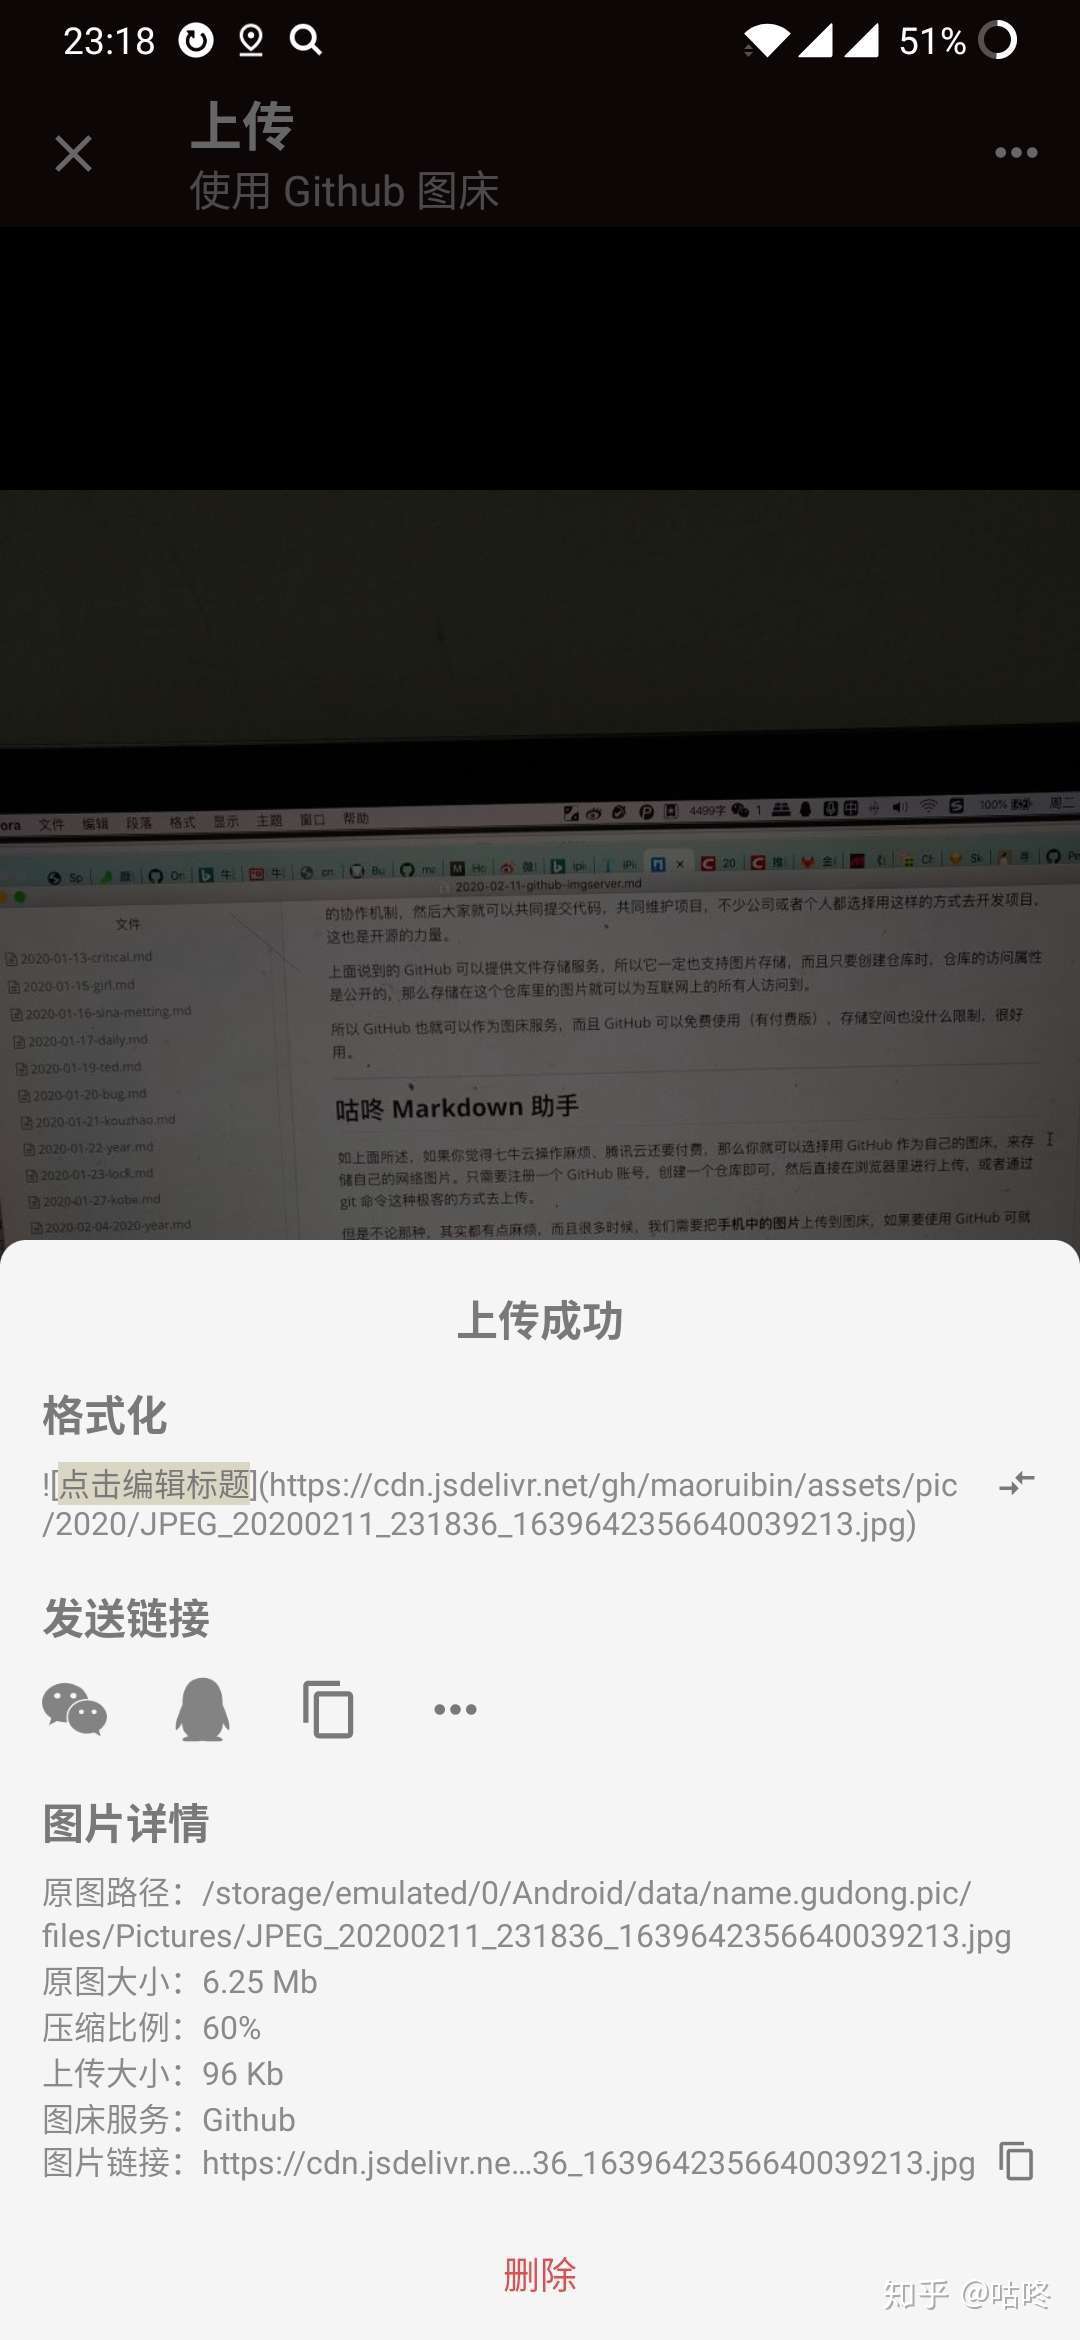 23:18
51%
上传
使用 Github 图床
ora 文件 编辑 段落 格式 显示 主题 窗口 帮助 4499字 1 100% 周二
2020-02-11-github-imgserver.md
文件
2020-01-13-critical.md
2020-01-15-girl.md
2020-01-16-sina-metting.md
2020-01-17-daily.md
2020-01-19-ted.md
2020-01-20-bug.md
2020-01-21-kouzhao.md
2020-01-22-year.md
2020-01-23-lock.md
2020-01-27-kobe.md
2020-02-04-2020-year.md
的协作机制，然后大家就可以共同提交代码，共同维护项目，不少公司或者个人都选择用这样的方式去开发项目，
这也是开源的力量。
上面说到的 GitHub 可以提供文件存储服务，所以它一定也支持图片存储，而且只要创建仓库时，仓库的访问属性
是公开的，那么存储在这个仓库里的图片就可以为互联网上的所有人访问到。
所以 GitHub 也就可以作为图床服务，而且 GitHub 可以免费使用（有付费版），存储空间也没什么限制，很好
用。
咕咚 Markdown 助手
如上面所述，如果你觉得七牛云操作麻烦、腾讯云还要付费，那么你就可以选择用 GitHub 作为自己的图床，来存
储自己的网络图片。只需要注册一个 GitHub 账号，创建一个仓库即可，然后直接在浏览器里进行上传，或者通过
git 命令这种极客的方式去上传。
但是不论那种，其实都有点麻烦，而且很多时候，我们需要把手机中的图片上传到图床，如果要使用 GitHub 可就
上传成功
格式化
![点击编辑标题](https://cdn.jsdelivr.net/gh/maoruibin/assets/pic
/2020/JPEG_20200211_231836_1639642356640039213.jpg)
发送链接
图片详情
原图路径：/storage/emulated/0/Android/data/name.gudong.pic/
files/Pictures/JPEG_20200211_231836_1639642356640039213.jpg
原图大小：6.25 Mb
压缩比例：60%
上传大小：96 Kb
图床服务：Github
图片链接：https://cdn.jsdelivr.ne...36_1639642356640039213.jpg
删除
知乎 @咕咚